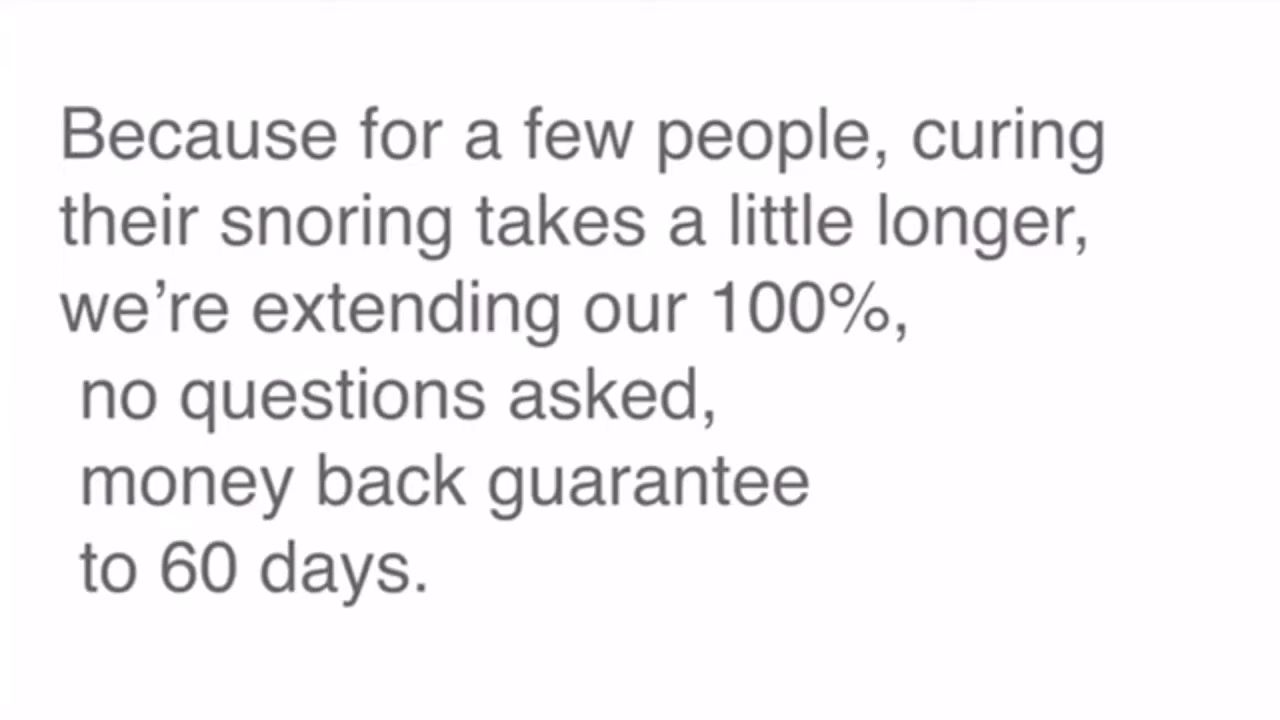 Because for a few people, curing
their snoring takes a little longer,
we’re extending our 100%,
no questions asked,
money back guarantee
to 60 days.